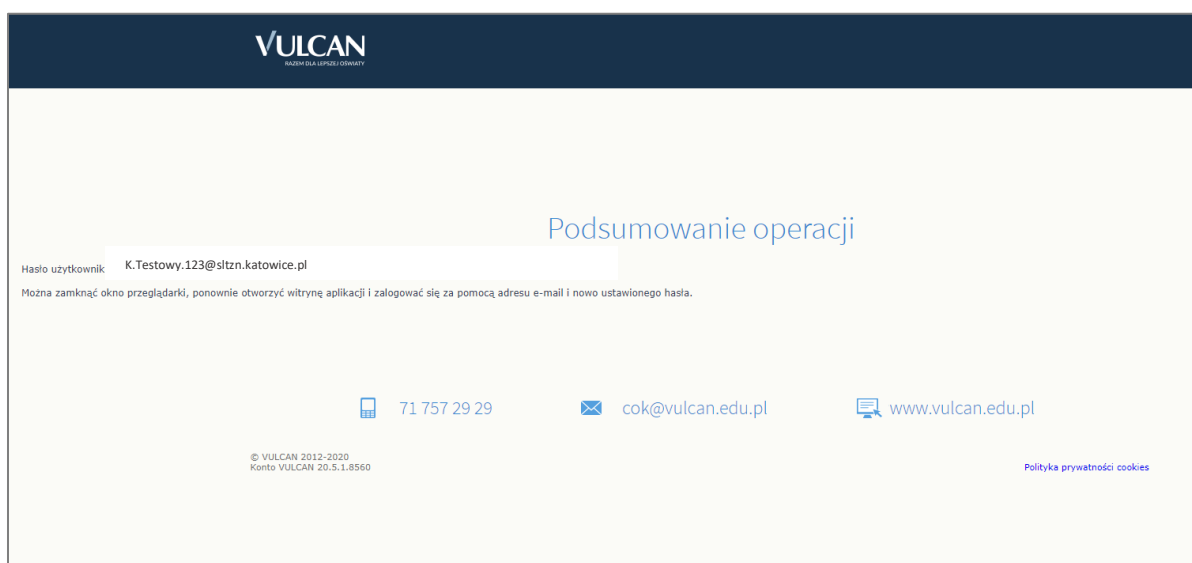 VULCAN
RAZEM DLA LEPSZEJ OŚWIATY
Podsumowanie operacji
Hasło użytkownik K.Testowy.123@sltzn.katowice.pl
Można zamknąć okno przeglądarki, ponownie otworzyć witrynę aplikacji i zalogować się za pomocą adresu e-mail i nowo ustawionego hasła.
71 757 29 29 cok@vulcan.edu.pl www.vulcan.edu.pl
© VULCAN 2012-2020
Konto VULCAN 20.5.1.8560 Polityka prywatności cookies